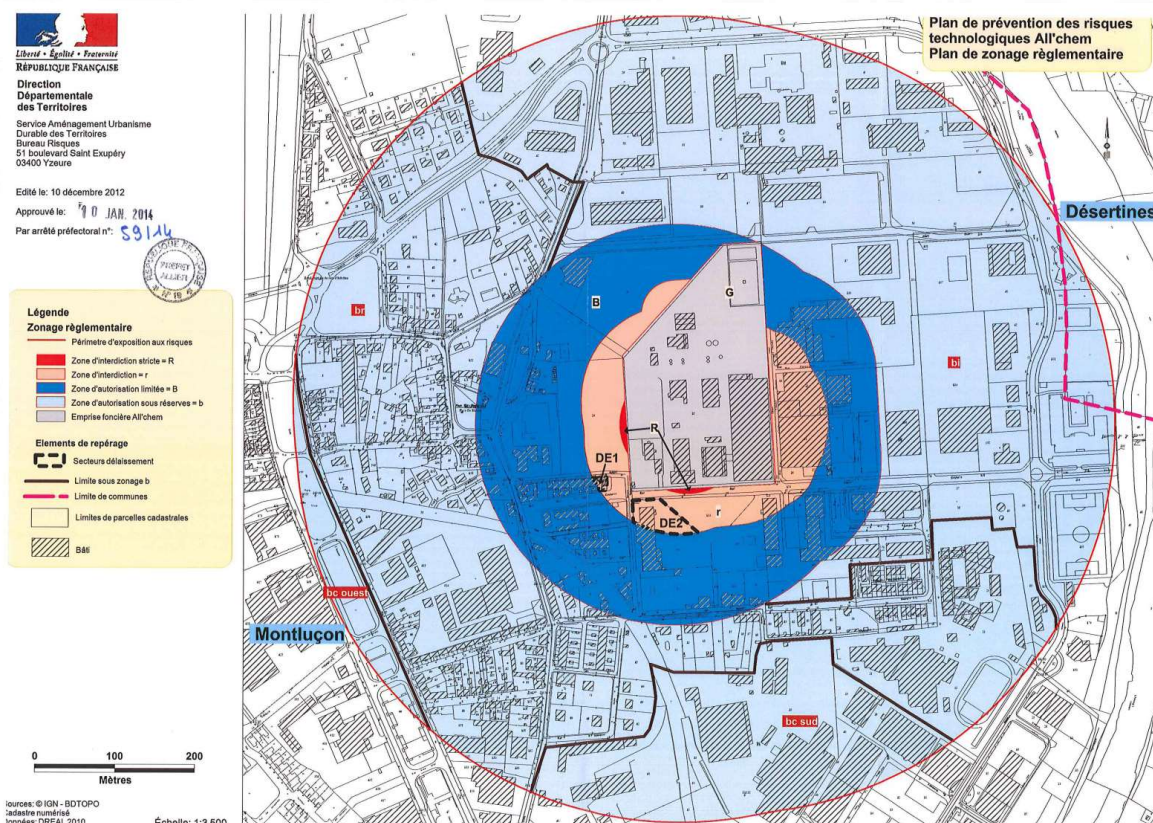 Liberté • Égalité • Fraternité
RÉPUBLIQUE FRANÇAISE
Direction
Départementale
des Territoires
Service Aménagement Urbanisme
Durable des Territoires
Bureau Risques
51 boulevard Saint Exupéry
03400 Yzeure
Edité le: 10 décembre 2012
Approuvé le: 10 JAN. 2014
Par arrêté préfectoral n°: 59/14
Légende
Zonage règlementaire
Périmetre d'exposition aux risques
Zone d'interdiction stricte = R
Zone d'interdiction = r
Zone d'autorisation limitée = B
Zone d'autorisation sous réserves = b
Emprise foncière All'chem
Elements de repérage
Secteurs délaissement
Limite sous zonage b
Limite de communes
Limites de parcelles cadastrales
Bâti
0 100 200
Mètres
Sources: © IGN - BDTOPO
Cadastre numérisé
Données: DREAL 2010
Échelle: 1:3 500
Plan de prévention des risques
technologiques All'chem
Plan de zonage règlementaire
Désertines
B
G
br
bi
R
DE1
r
DE2
bc ouest
Montluçon
bc sud